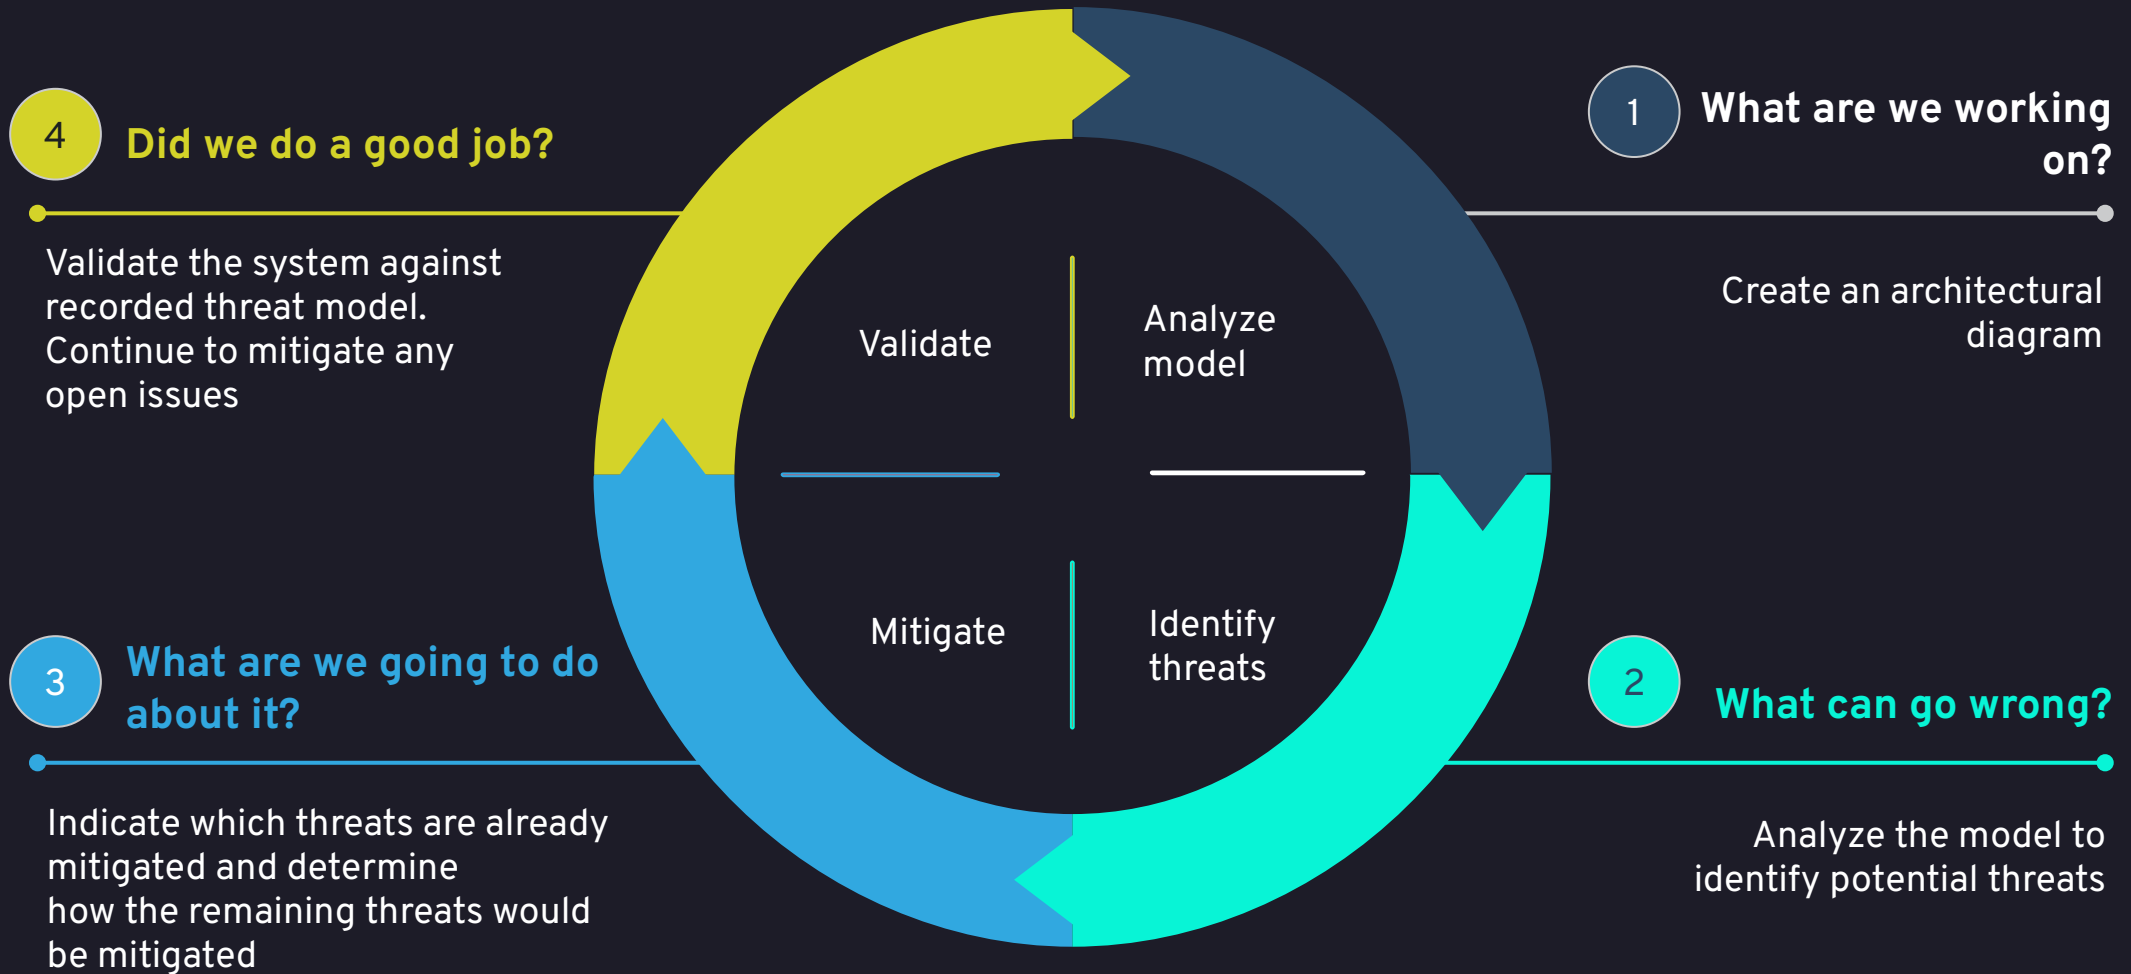 4
Did we do a good job?
Validate the system against
recorded threat model.
Continue to mitigate any
open issues
1
What are we working
on?
Create an architectural
diagram
Validate
Analyze
model
Mitigate
Identify
threats
3
What are we going to do
about it?
Indicate which threats are already
mitigated and determine
how the remaining threats would
be mitigated
2
What can go wrong?
Analyze the model to
identify potential threats